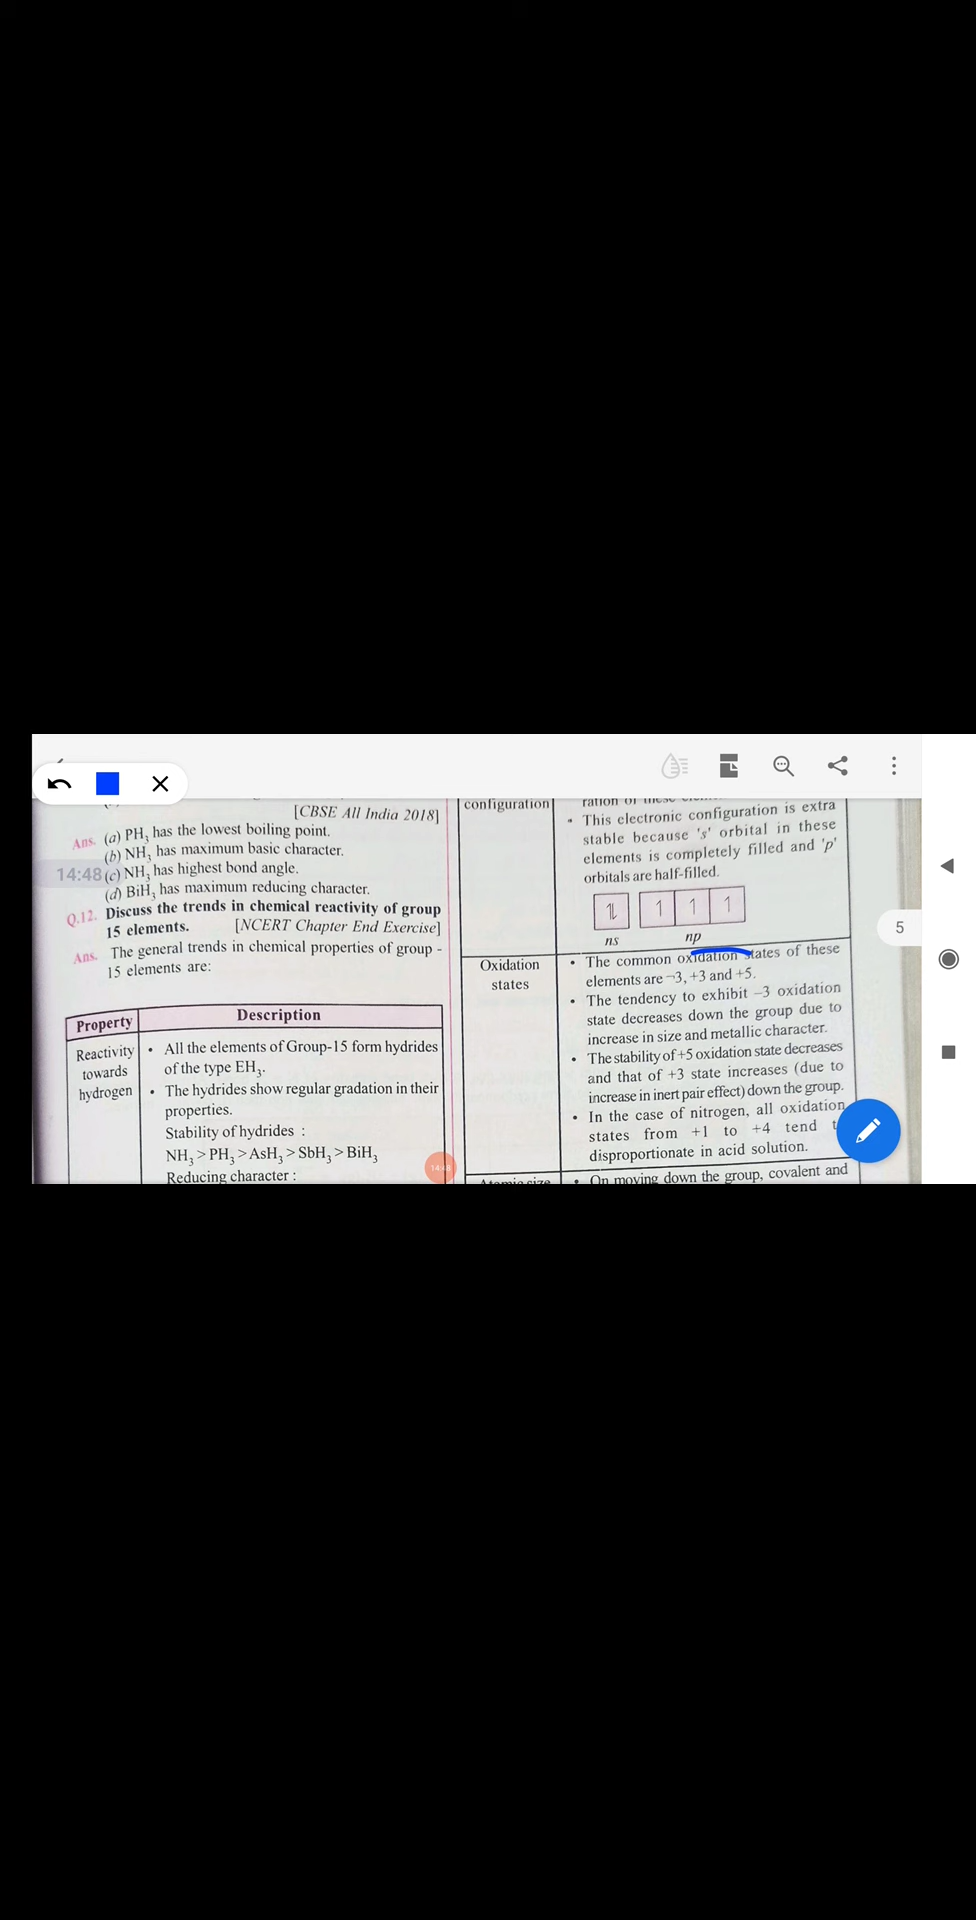 [CBSE All India 2018]
Ans. (a) PH3 has the lowest boiling point.
(b) NH3 has maximum basic character.
14:48
(c) NH3 has highest bond angle.
(d) BiH3 has maximum reducing character.
Q.12. Discuss the trends in chemical reactivity of group
15 elements. [NCERT Chapter End Exercise]
Ans. The general trends in chemical properties of group -
15 elements are:
Property Description
Reactivity towards hydrogen
• All the elements of Group-15 form hydrides
of the type EH3.
• The hydrides show regular gradation in their
properties.
Stability of hydrides :
NH3 > PH3 > AsH3 > SbH3 > BiH3
Reducing character :
14:48
configuration
• This electronic configuration is extra
stable because 's' orbital in these
elements is completely filled and 'p'
orbitals are half-filled.
1L 1 1 1
ns np
Oxidation
states
• The common oxidation states of these
elements are –3, +3 and +5.
• The tendency to exhibit –3 oxidation
state decreases down the group due to
increase in size and metallic character.
• The stability of +5 oxidation state decreases
and that of +3 state increases (due to
increase in inert pair effect) down the group.
• In the case of nitrogen, all oxidation
states from +1 to +4 tend
disproportionate in acid solution.
Atomic size
• On moving down the group, covalent and
5